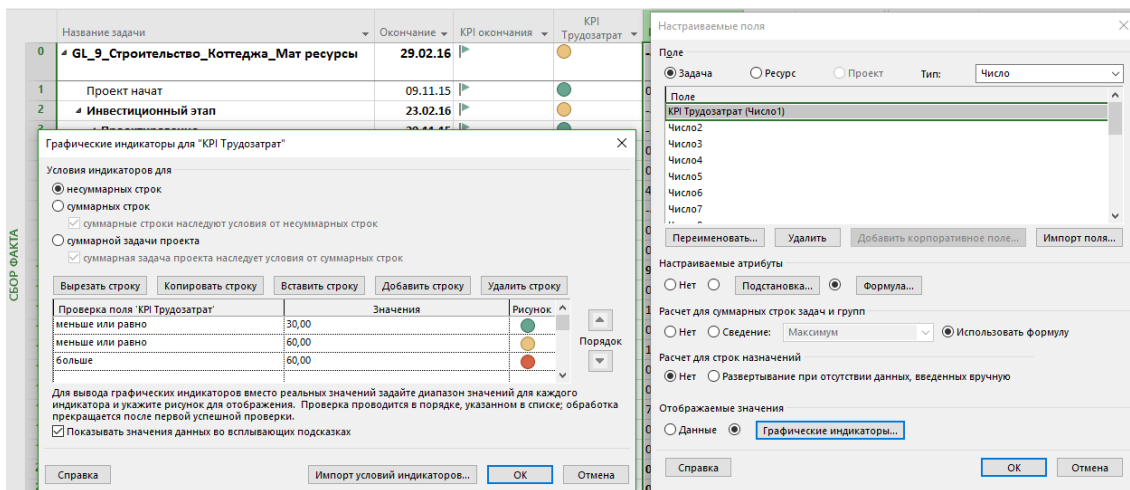 KPI
Название задачи Окончание KPI окончания Трудозатрат
0 GL_9_Строительство_Коттеджа_Мат ресурсы 29.02.16
1 Проект начат 09.11.15
2 Инвестиционный этап 23.02.16
СБОР ФАКТА
Графические индикаторы для "KPI Трудозатрат"
Условия индикаторов для
несуммарных строк
суммарных строк
суммарные строки наследуют условия от несуммарных строк
суммарной задачи проекта
суммарная задача проекта наследует условия от суммарных строк
Вырезать строку Копировать строку Вставить строку Добавить строку Удалить строку
Проверка поля 'KPI Трудозатрат' Значения Рисунок
меньше или равно 30,00
меньше или равно 60,00
больше 60,00
Порядок
Для вывода графических индикаторов вместо реальных значений задайте диапазон значений для каждого
индикатора и укажите рисунок для отображения. Проверка проводится в порядке, указанном в списке; обработка
прекращается после первой успешной проверки.
Показывать значения данных во всплывающих подсказках
Справка Импорт условий индикаторов... ОК Отмена
Настраиваемые поля
Поле
Задача Ресурс Проект Тип: Число
Поле
KPI Трудозатрат (Число1)
Число2
Число3
Число4
Число5
Число6
Число7
Переименовать... Удалить Добавить корпоративное поле... Импорт поля...
Настраиваемые атрибуты
Нет Подстановка... Формула...
Расчет для суммарных строк задач и групп
Нет Сведение: Максимум Использовать формулу
Расчет для строк назначений
Нет Развертывание при отсутствии данных, введенных вручную
Отображаемые значения
Данные Графические индикаторы...
Справка ОК Отмена